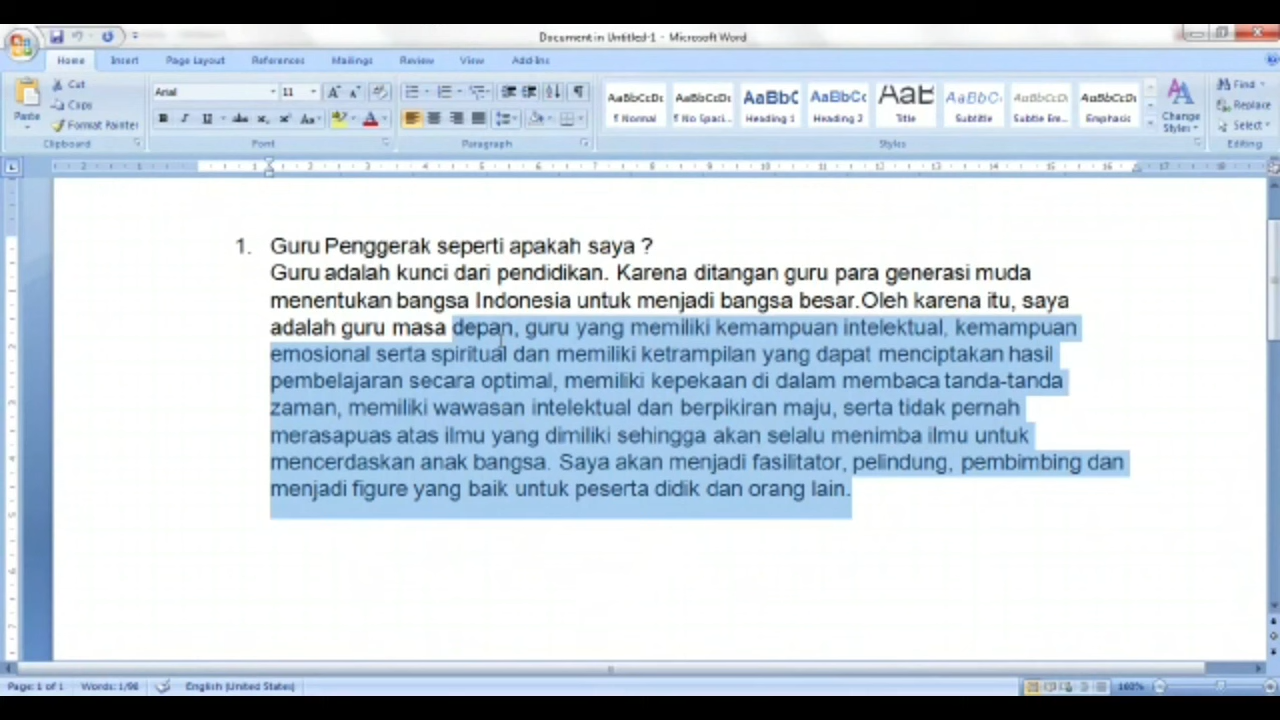 Document in Untitled-1 - Microsoft Word
Home Insert Page Layout References Mailings Review View Add-Ins
Paste
Cut
Copy
Format Painter
Clipboard
Arial 11
Font
Paragraph
AaBbCcDc AaBbCcDc AaBbC AaBbCc AaB AaBbCc. AaBbCcD AaBbCcDc
¶ Normal ¶ No Spaci... Heading 1 Heading 2 Title Subtitle Subtle Em... Emphasis
Change Styles
Styles
Find
Replace
Select
Editing
1. Guru Penggerak seperti apakah saya ?
Guru adalah kunci dari pendidikan. Karena ditangan guru para generasi muda
menentukan bangsa Indonesia untuk menjadi bangsa besar.Oleh karena itu, saya
adalah guru masa depan, guru yang memiliki kemampuan intelektual, kemampuan
emosional serta spiritual dan memiliki ketrampilan yang dapat menciptakan hasil
pembelajaran secara optimal, memiliki kepekaan di dalam membaca tanda-tanda
zaman, memiliki wawasan intelektual dan berpikiran maju, serta tidak pernah
merasapuas atas ilmu yang dimiliki sehingga akan selalu menimba ilmu untuk
mencerdaskan anak bangsa. Saya akan menjadi fasilitator, pelindung, pembimbing dan
menjadi figure yang baik untuk peserta didik dan orang lain.
Page: 1 of 1 Words: 1/98 English (United States)